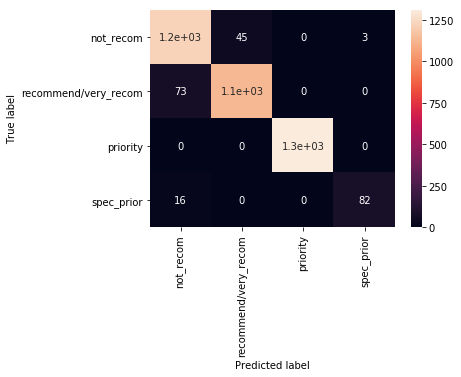 True label
not_recom 1.2e+03 45 0 3
recommend/very_recom 73 1.1e+03 0 0
priority 0 0 1.3e+03 0
spec_prior 16 0 0 82
not_recom
recommend/very_recom
priority
spec_prior
Predicted label
1250
1000
750
500
250
0